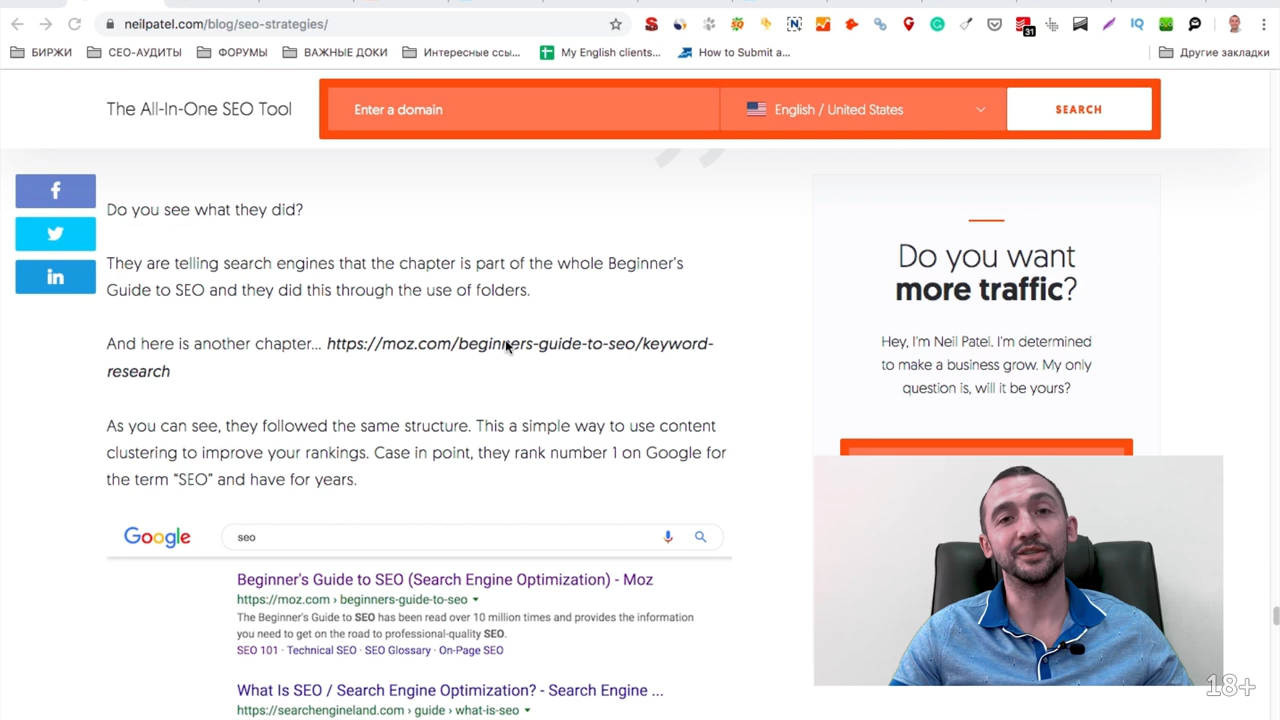 neilpatel.com/blog/seo-strategies/
31
БИРЖИ
СЕО-АУДИТЫ
ФОРУМЫ
ВАЖНЫЕ ДОКИ
Интересные ссы...
My English clients...
How to Submit a...
Другие закладки
The All-In-One SEO Tool
Enter a domain
English / United States
SEARCH
Do you see what they did?
They are telling search engines that the chapter is part of the whole Beginner's
Guide to SEO and they did this through the use of folders.
And here is another chapter... https://moz.com/beginners-guide-to-seo/keyword-
research
As you can see, they followed the same structure. This a simple way to use content
clustering to improve your rankings. Case in point, they rank number 1 on Google for
the term “SEO” and have for years.
Google
seo
Beginner's Guide to SEO (Search Engine Optimization) - Moz
https://moz.com › beginners-guide-to-seo
The Beginner's Guide to SEO has been read over 10 million times and provides the information
you need to get on the road to professional-quality SEO.
SEO 101 · Technical SEO · SEO Glossary · On-Page SEO
What Is SEO / Search Engine Optimization? - Search Engine ...
https://searchengineland.com › guide › what-is-seo
Do you want
more traffic?
Hey, I'm Neil Patel. I'm determined
to make a business grow. My only
question is, will it be yours?
18+